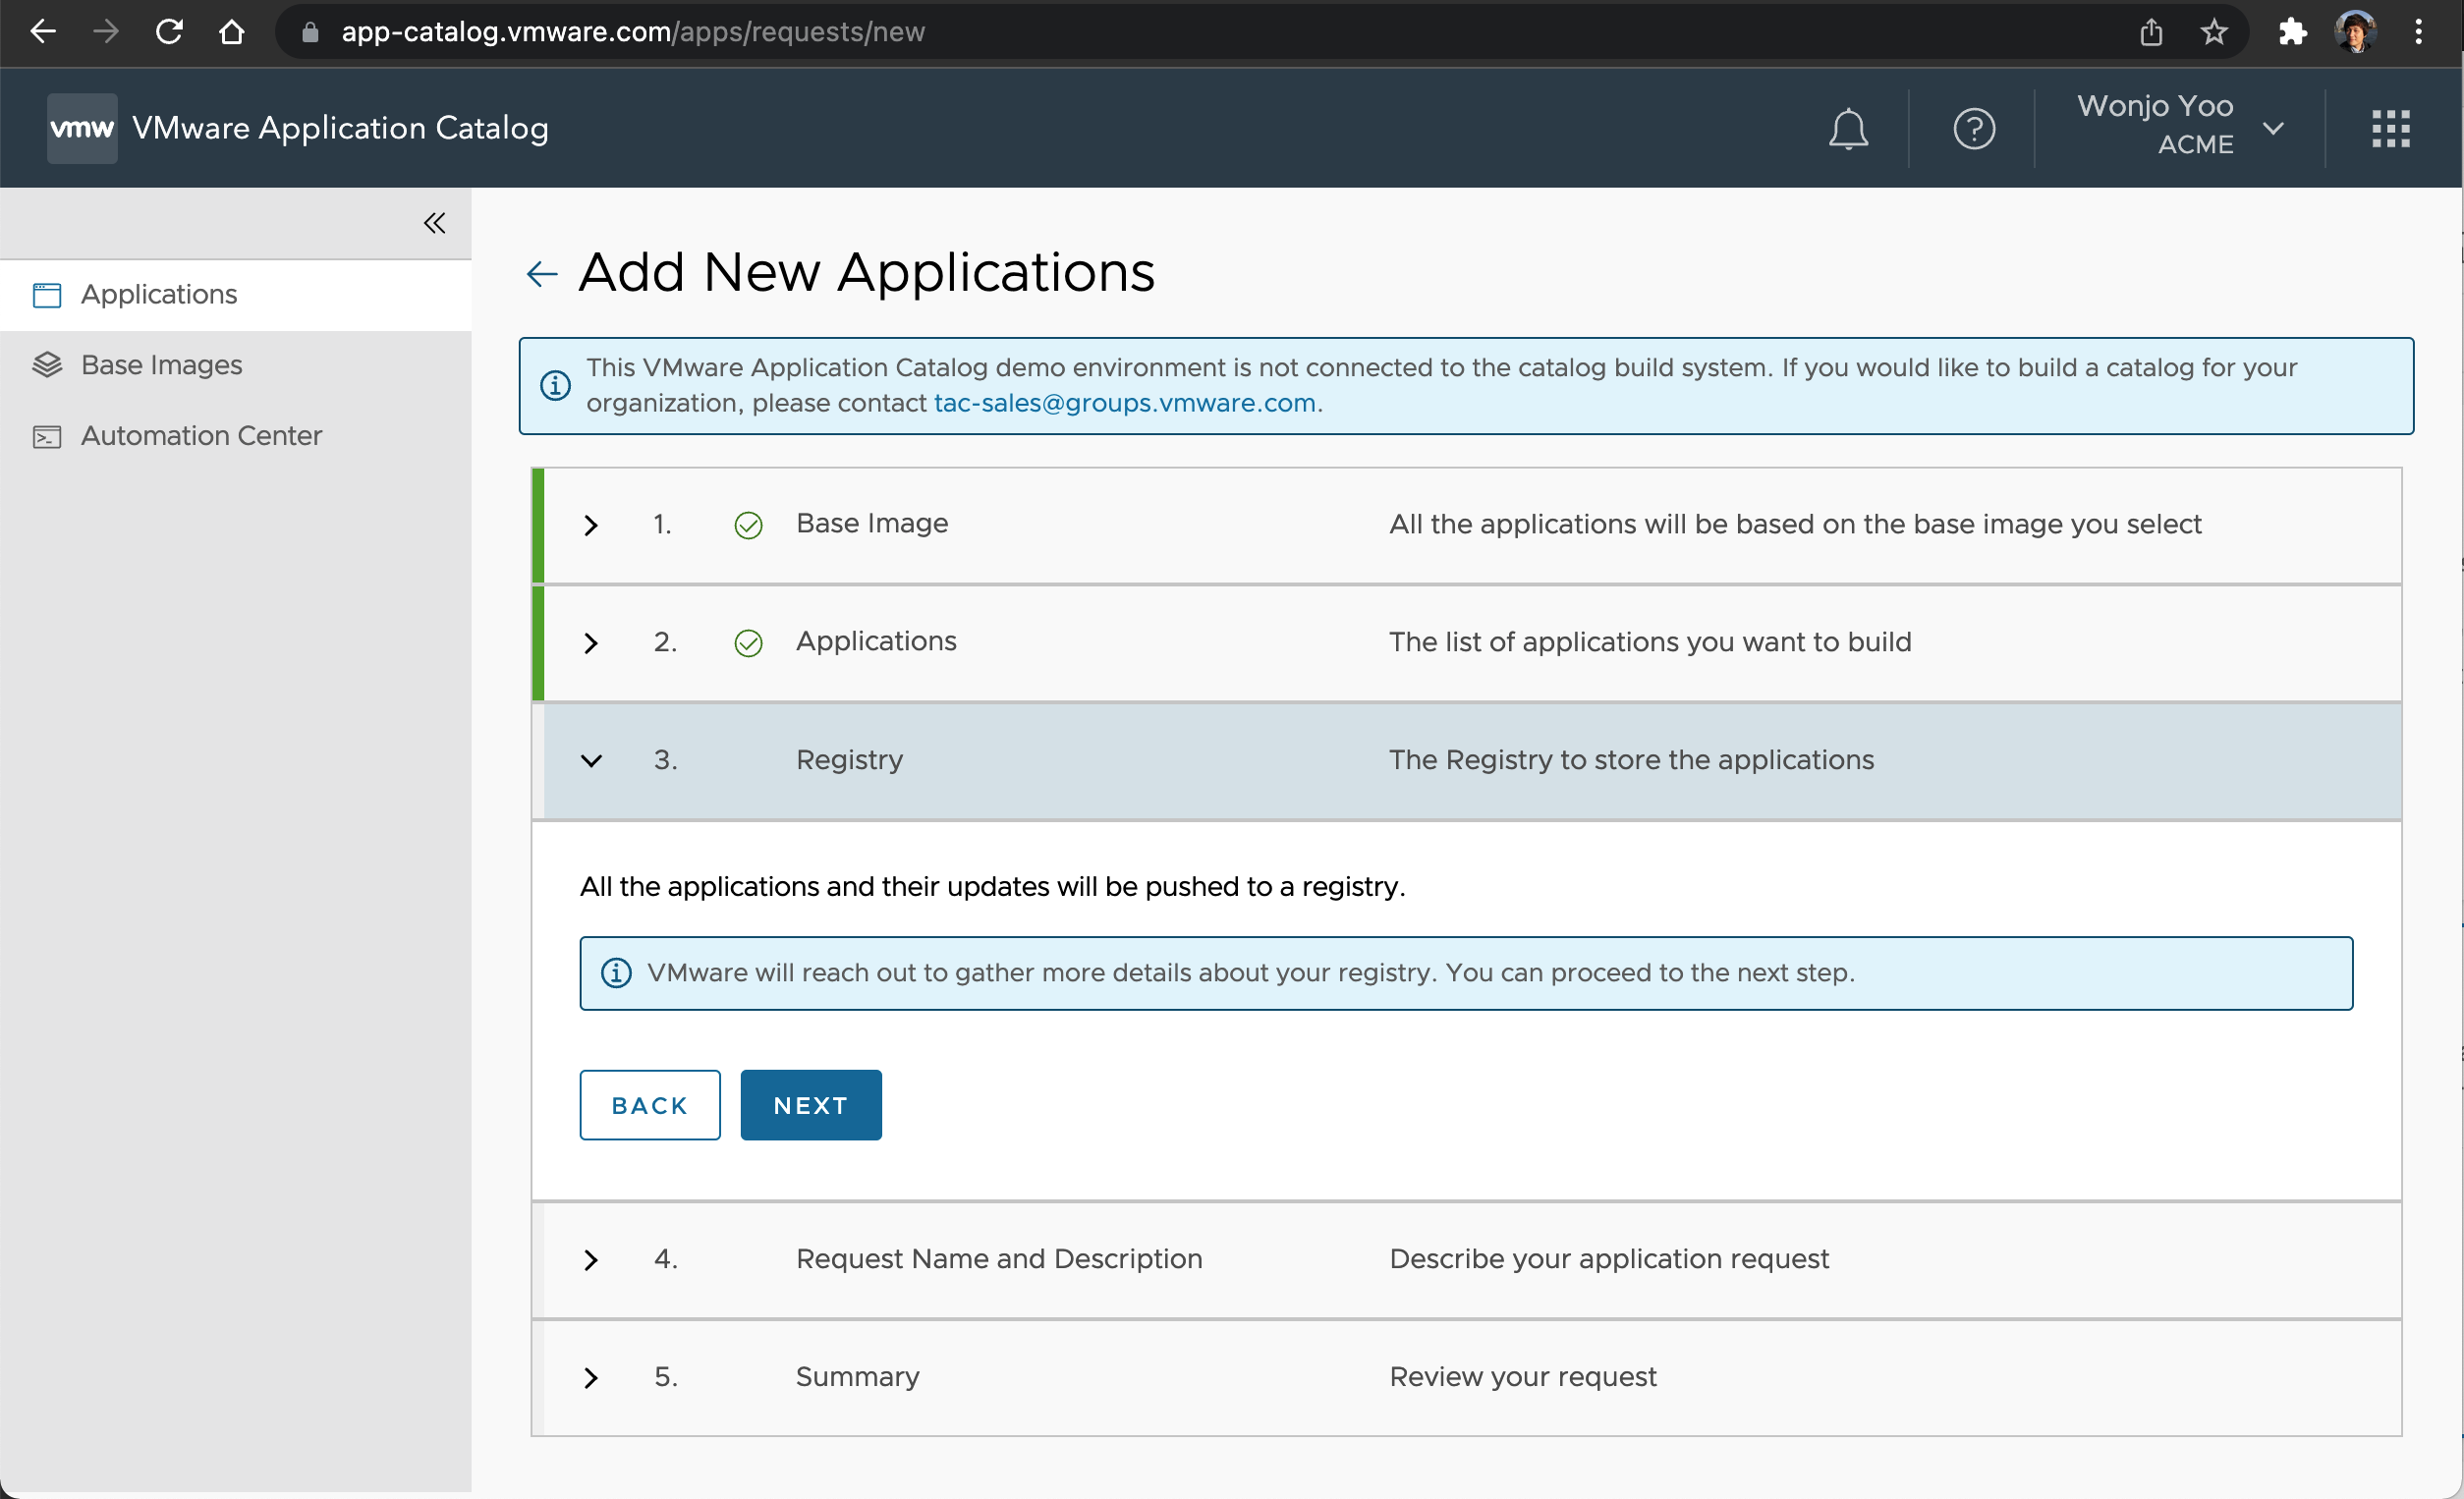 app-catalog.vmware.com/apps/requests/new
vmw VMware Application Catalog
Wonjo Yoo
ACME
Applications
Base Images
Automation Center
Add New Applications
This VMware Application Catalog demo environment is not connected to the catalog build system. If you would like to build a catalog for your
organization, please contact tac-sales@groups.vmware.com.
1. Base Image All the applications will be based on the base image you select
2. Applications The list of applications you want to build
3. Registry The Registry to store the applications
All the applications and their updates will be pushed to a registry.
VMware will reach out to gather more details about your registry. You can proceed to the next step.
BACK NEXT
4. Request Name and Description Describe your application request
5. Summary Review your request